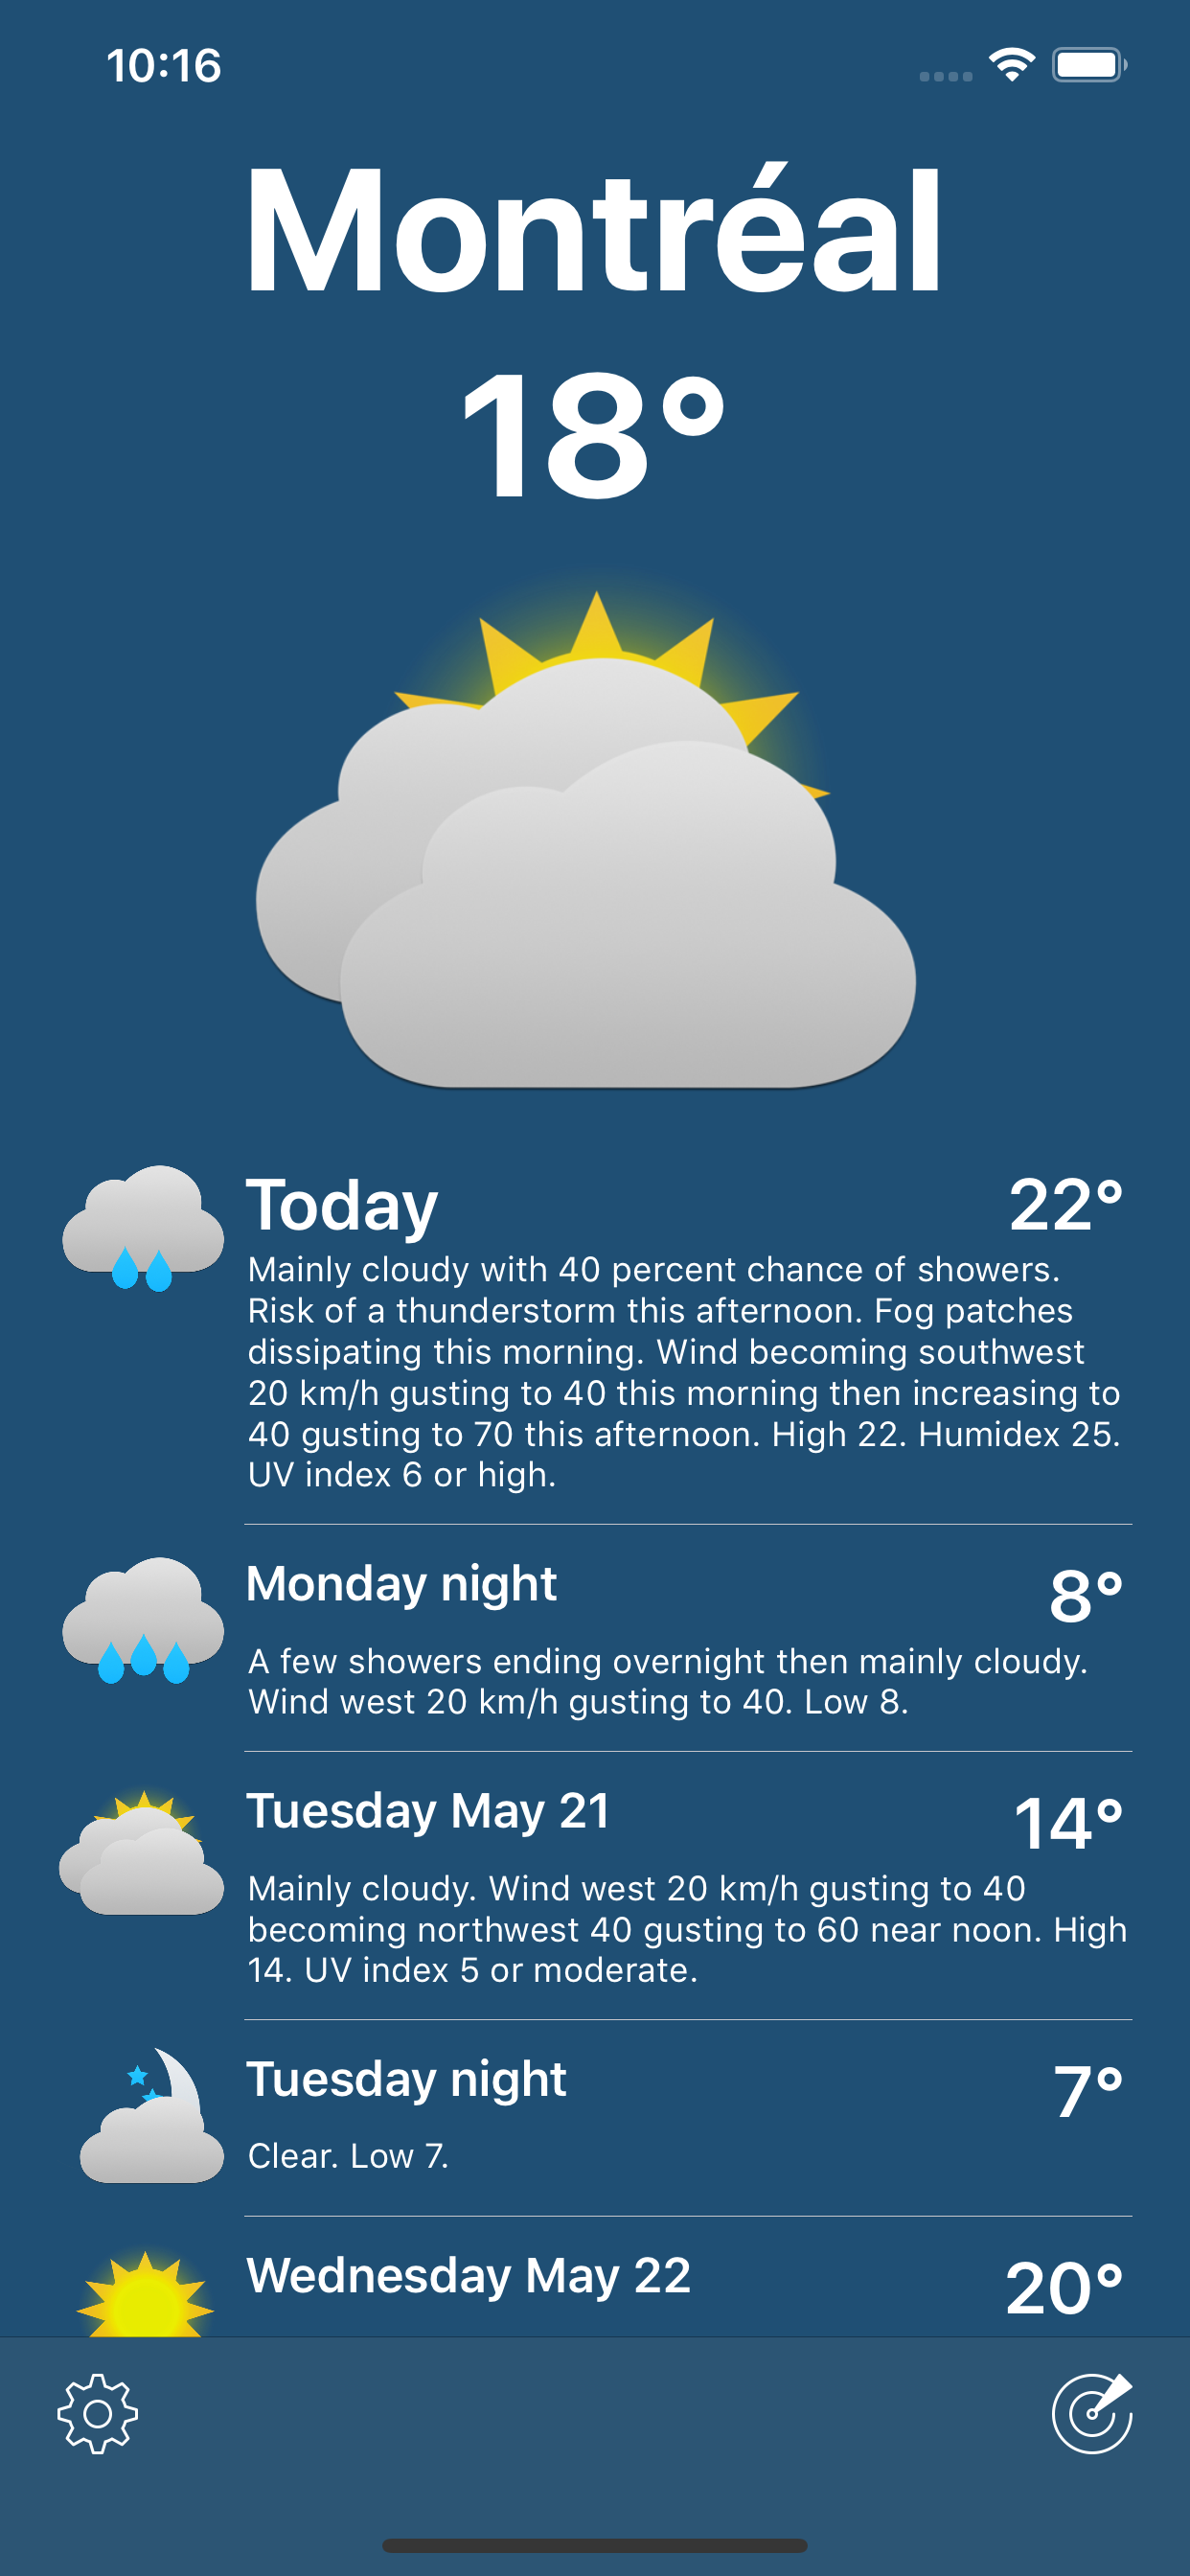 10:16
Montréal
18°
Today 22°
Mainly cloudy with 40 percent chance of showers.
Risk of a thunderstorm this afternoon. Fog patches
dissipating this morning. Wind becoming southwest
20 km/h gusting to 40 this morning then increasing to
40 gusting to 70 this afternoon. High 22. Humidex 25.
UV index 6 or high.
Monday night 8°
A few showers ending overnight then mainly cloudy.
Wind west 20 km/h gusting to 40. Low 8.
Tuesday May 21 14°
Mainly cloudy. Wind west 20 km/h gusting to 40
becoming northwest 40 gusting to 60 near noon. High
14. UV index 5 or moderate.
Tuesday night 7°
Clear. Low 7.
Wednesday May 22 20°